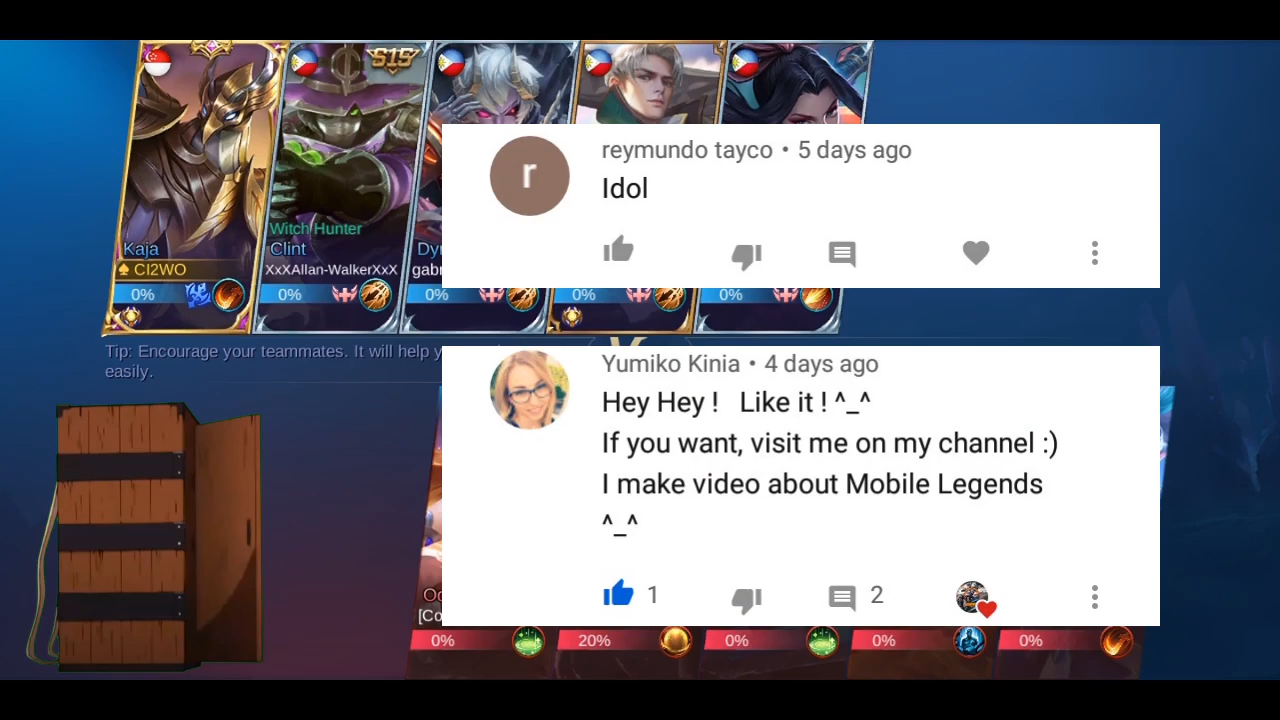 S15
Witch Hunter
Kaja
Clint
CI2WO
XxXAllan-WalkerXxX
0%
0%
0%
0%
0%
Tip: Encourage your teammates. It will help
easily.
r
reymundo tayco • 5 days ago
Idol
Yumiko Kinia • 4 days ago
Hey Hey ! Like it ! ^_^
If you want, visit me on my channel :)
I make video about Mobile Legends
^_^
1
2
0%
20%
0%
0%
0%